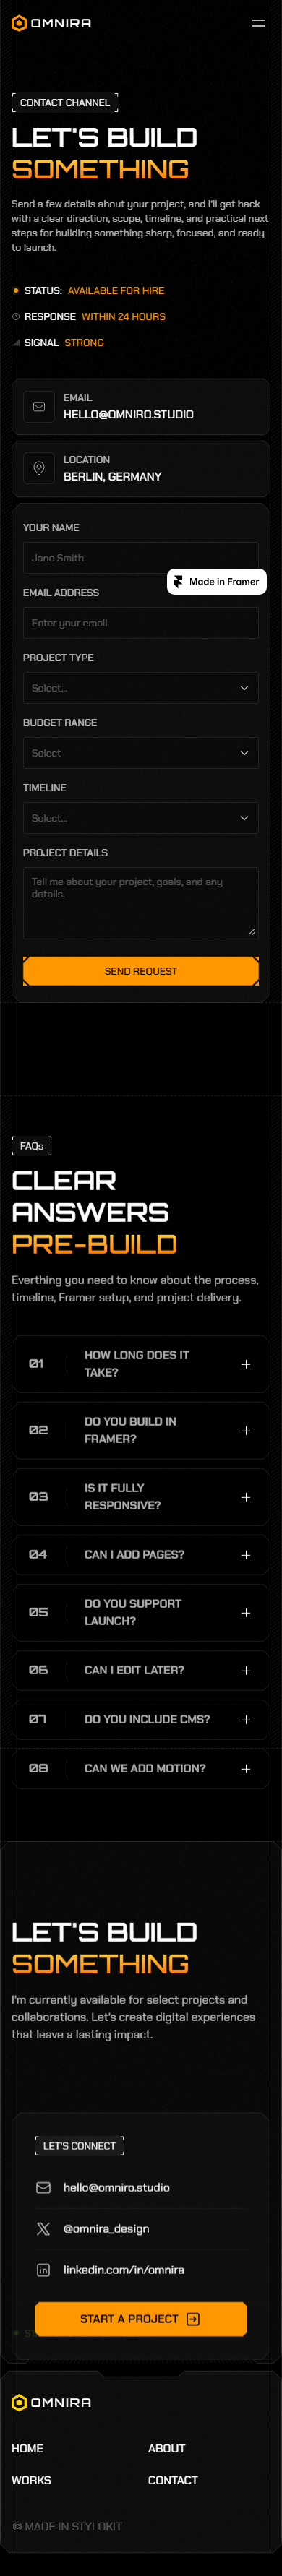 OMNIRA
CONTACT CHANNEL
LET'S BUILD
SOMETHING
Send a few details about your project, and I'll get back
with a clear direction, scope, timeline, and practical next
steps for building something sharp, focused, and ready
to launch.
STATUS: AVAILABLE FOR HIRE
RESPONSE WITHIN 24 HOURS
SIGNAL STRONG
EMAIL
HELLO@OMNIRO.STUDIO
LOCATION
BERLIN, GERMANY
YOUR NAME
Jane Smith
Made in Framer
EMAIL ADDRESS
Enter your email
PROJECT TYPE
Select...
BUDGET RANGE
Select
TIMELINE
Select...
PROJECT DETAILS
Tell me about your project, goals, and any
details.
SEND REQUEST
FAQs
CLEAR
ANSWERS
PRE-BUILD
Everthing you need to know about the process,
timeline, Framer setup, end project delivery.
01 HOW LONG DOES IT
TAKE?
02 DO YOU BUILD IN
FRAMER?
03 IS IT FULLY
RESPONSIVE?
04 CAN I ADD PAGES?
05 DO YOU SUPPORT
LAUNCH?
06 CAN I EDIT LATER?
07 DO YOU INCLUDE CMS?
08 CAN WE ADD MOTION?
LET'S BUILD
SOMETHING
I'm currently available for select projects and
collaborations. Let's create digital experiences
that leave a lasting impact.
LET'S CONNECT
hello@omniro.studio
@omnira_design
linkedin.com/in/omnira
START A PROJECT
OMNIRA
HOME
ABOUT
WORKS
CONTACT
© MADE IN STYLOKIT